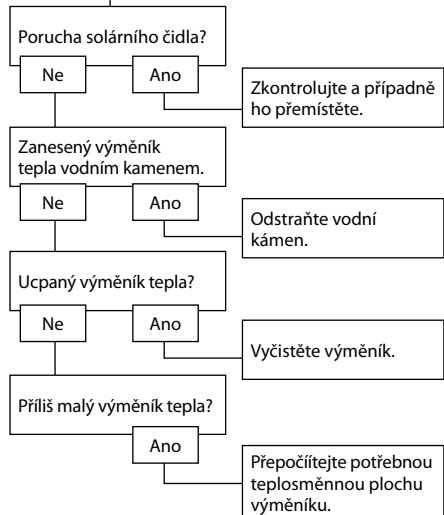 Porucha solárního čidla?
Ne
Ano
Zkontrolujte a případně
ho přemístěte.
Zanesený výměník
tepla vodním kamenem.
Ne
Ano
Odstraňte vodní
kámen.
Ucpaný výměník tepla?
Ne
Ano
Vyčistěte výměník.
Příliš malý výměník tepla?
Ano
Přepočíítejte potřebnou
teplosměnnou plochu
výměníku.